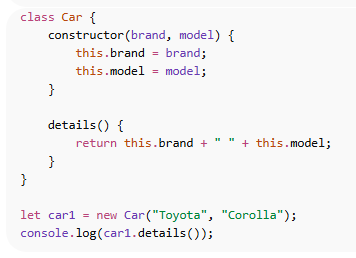 class Car {
    constructor(brand, model) {
        this.brand = brand;
        this.model = model;
    }

    details() {
        return this.brand + " " + this.model;
    }
}

let car1 = new Car("Toyota", "Corolla");
console.log(car1.details());